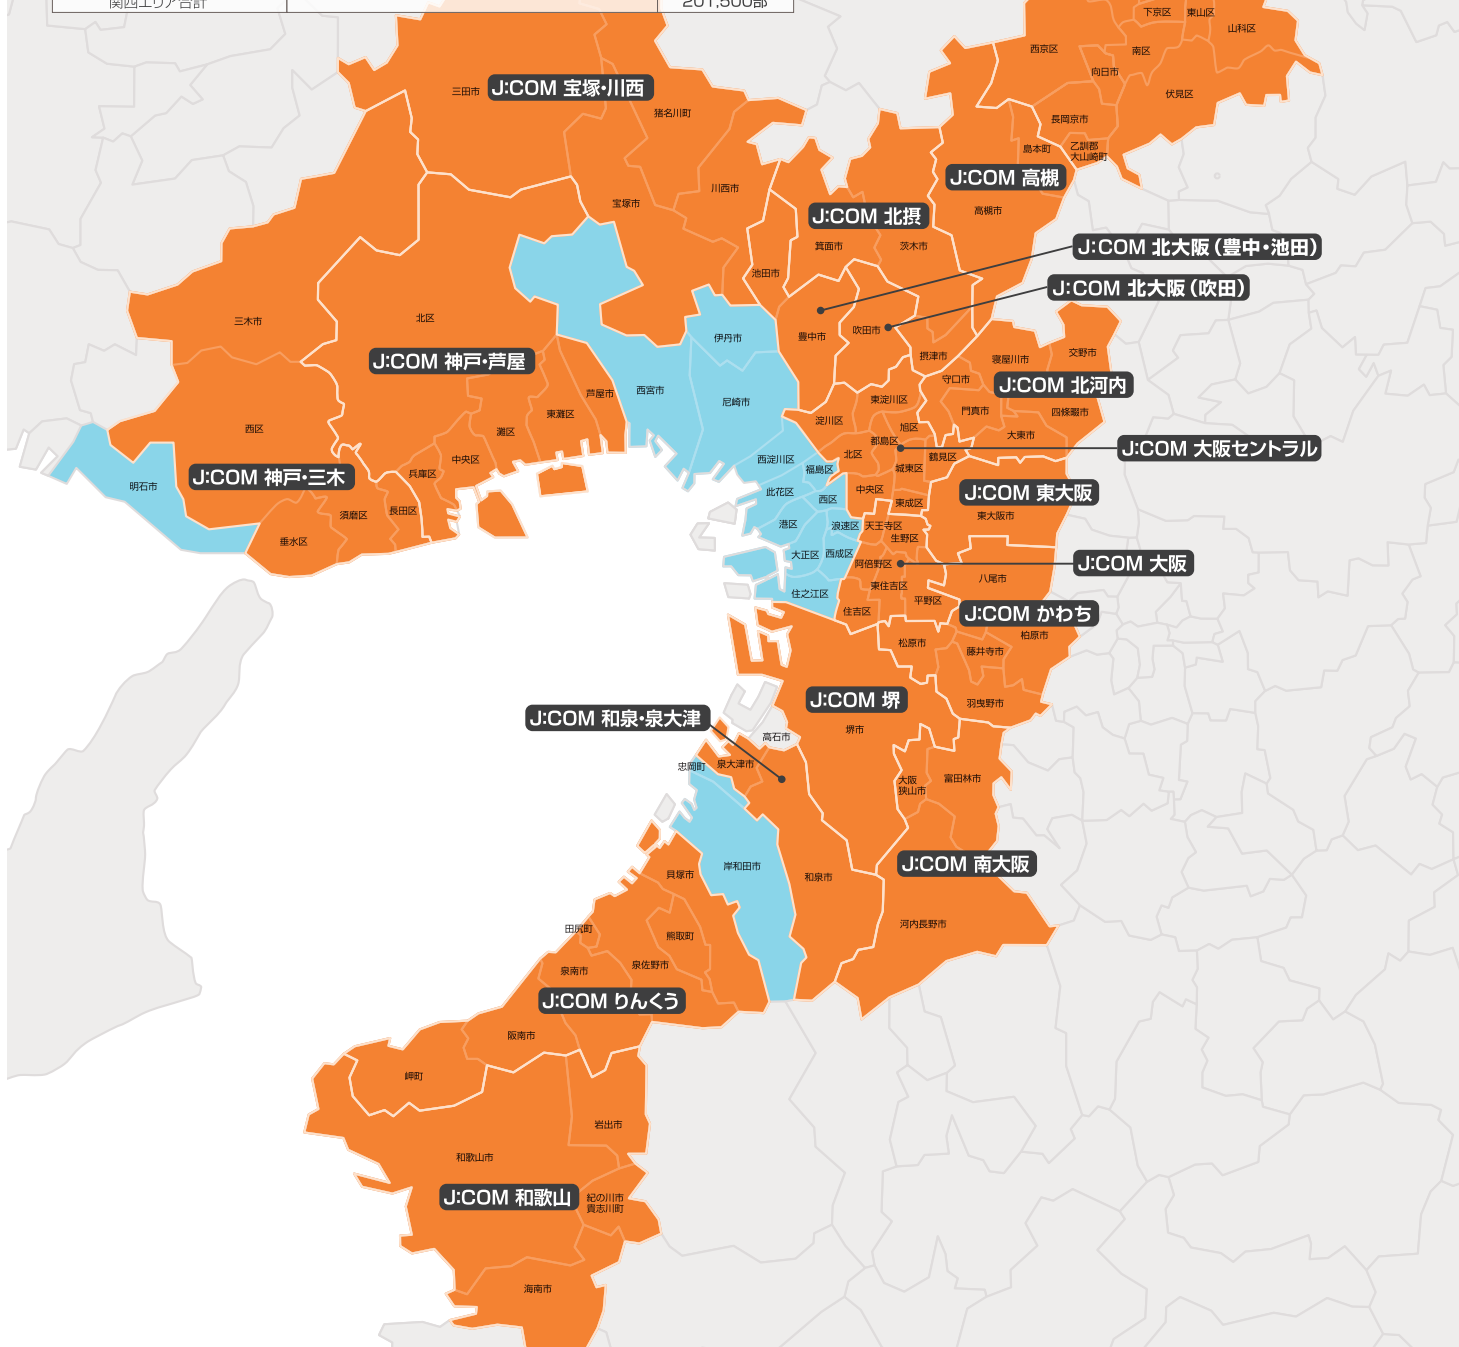 関西エリア合計
201,500部
下京区
東山区
山科区
西京区
南区
向日市
伏見区
三田市
J:COM 宝塚・川西
猪名川町
長岡京市
島本町
乙訓郡
大山崎町
J:COM 高槻
川西市
宝塚市
高槻市
J:COM 北摂
箕面市
茨木市
J:COM 北大阪（豊中・池田）
池田市
J:COM 北大阪（吹田）
三木市
北区
伊丹市
豊中市
吹田市
摂津市
寝屋川市
交野市
J:COM 神戸・芦屋
守口市
J:COM 北河内
芦屋市
西宮市
尼崎市
東淀川区
東灘区
淀川区
門真市
四條畷市
西区
灘区
旭区
大東市
都島区
J:COM 大阪セントラル
中央区
西淀川区
北区
鶴見区
福島区
城東区
兵庫区
J:COM 神戸・三木
明石市
此花区
中央区
J:COM 東大阪
西区
東成区
須磨区
長田区
東大阪市
港区
浪速区
天王寺区
生野区
垂水区
大正区
西成区
阿倍野区
J:COM 大阪
八尾市
東住吉区
住之江区
平野区
住吉区
J:COM かわち
柏原市
松原市
藤井寺市
J:COM 堺
羽曳野市
J:COM 和泉・泉大津
堺市
高石市
忠岡町
泉大津市
大阪
狭山市
富田林市
J:COM 南大阪
岸和田市
貝塚市
和泉市
河内長野市
田尻町
熊取町
泉佐野市
泉南市
J:COM りんくう
阪南市
岬町
岩出市
和歌山市
J:COM 和歌山
紀の川市
貴志川町
海南市